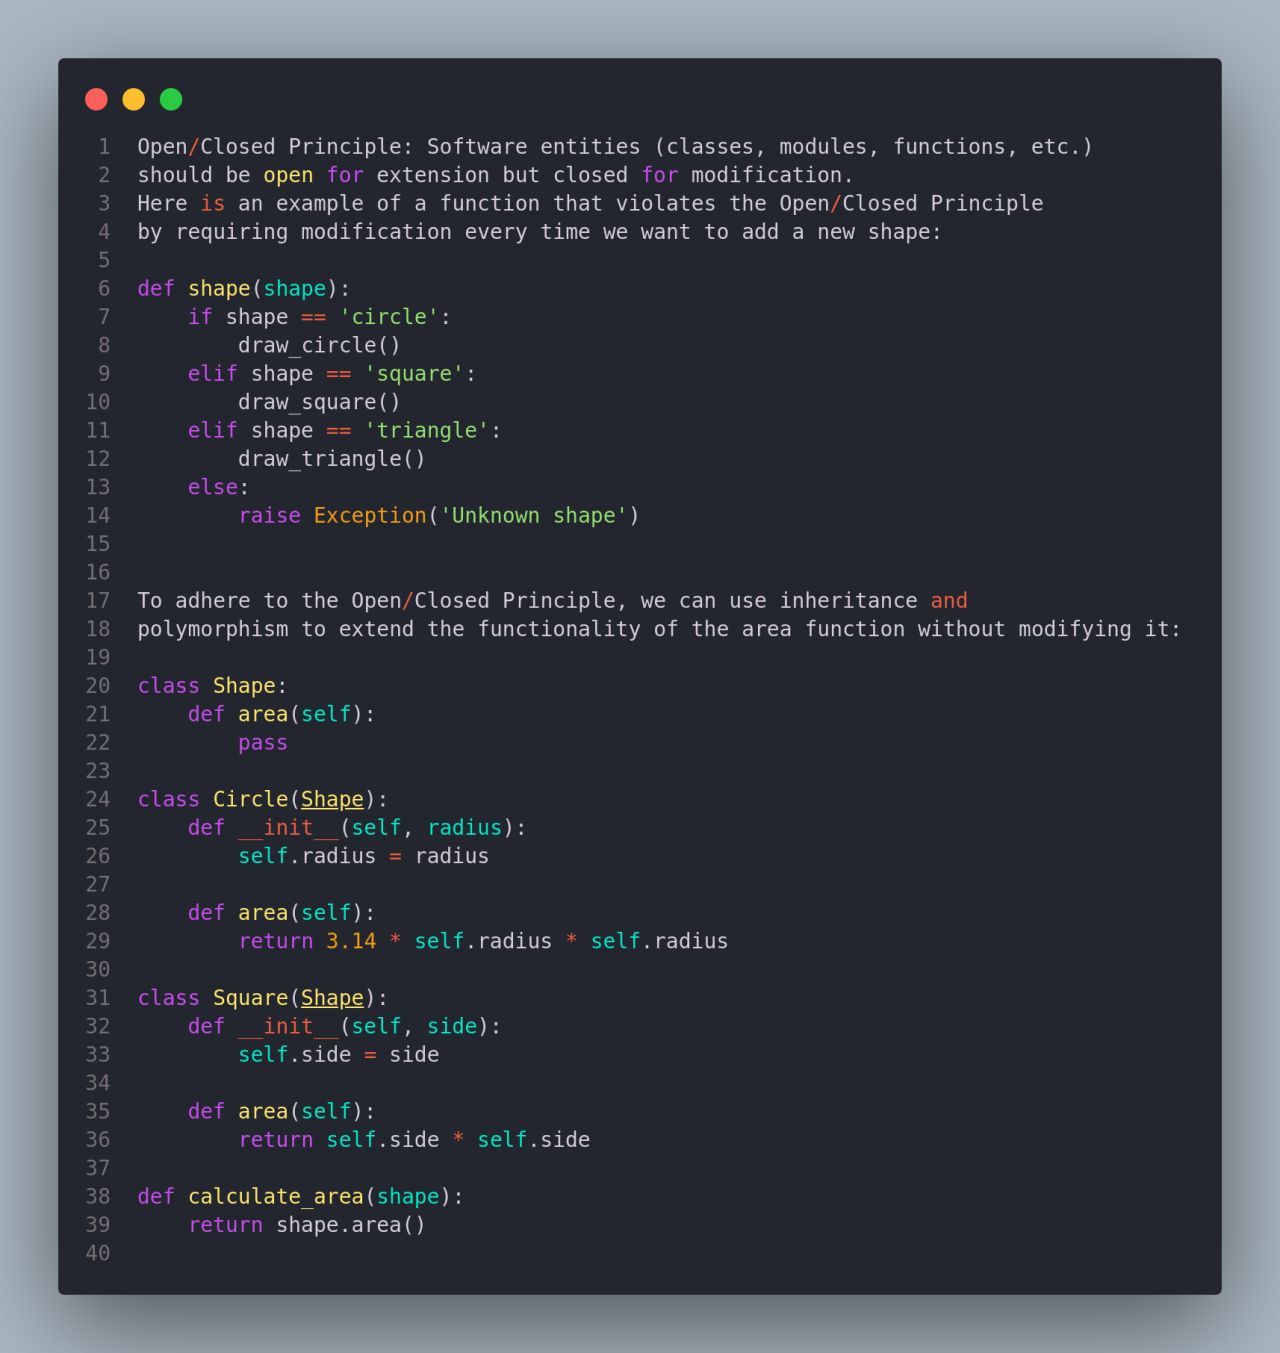 1 Open/Closed Principle: Software entities (classes, modules, functions, etc.)
2 should be open for extension but closed for modification.
3 Here is an example of a function that violates the Open/Closed Principle
4 by requiring modification every time we want to add a new shape:
5
6 def shape(shape):
7     if shape == 'circle':
8         draw_circle()
9     elif shape == 'square':
10         draw_square()
11     elif shape == 'triangle':
12         draw_triangle()
13     else:
14         raise Exception('Unknown shape')
15
16
17 To adhere to the Open/Closed Principle, we can use inheritance and
18 polymorphism to extend the functionality of the area function without modifying it:
19
20 class Shape:
21     def area(self):
22         pass
23
24 class Circle(Shape):
25     def __init__(self, radius):
26         self.radius = radius
27
28     def area(self):
29         return 3.14 * self.radius * self.radius
30
31 class Square(Shape):
32     def __init__(self, side):
33         self.side = side
34
35     def area(self):
36         return self.side * self.side
37
38 def calculate_area(shape):
39     return shape.area()
40